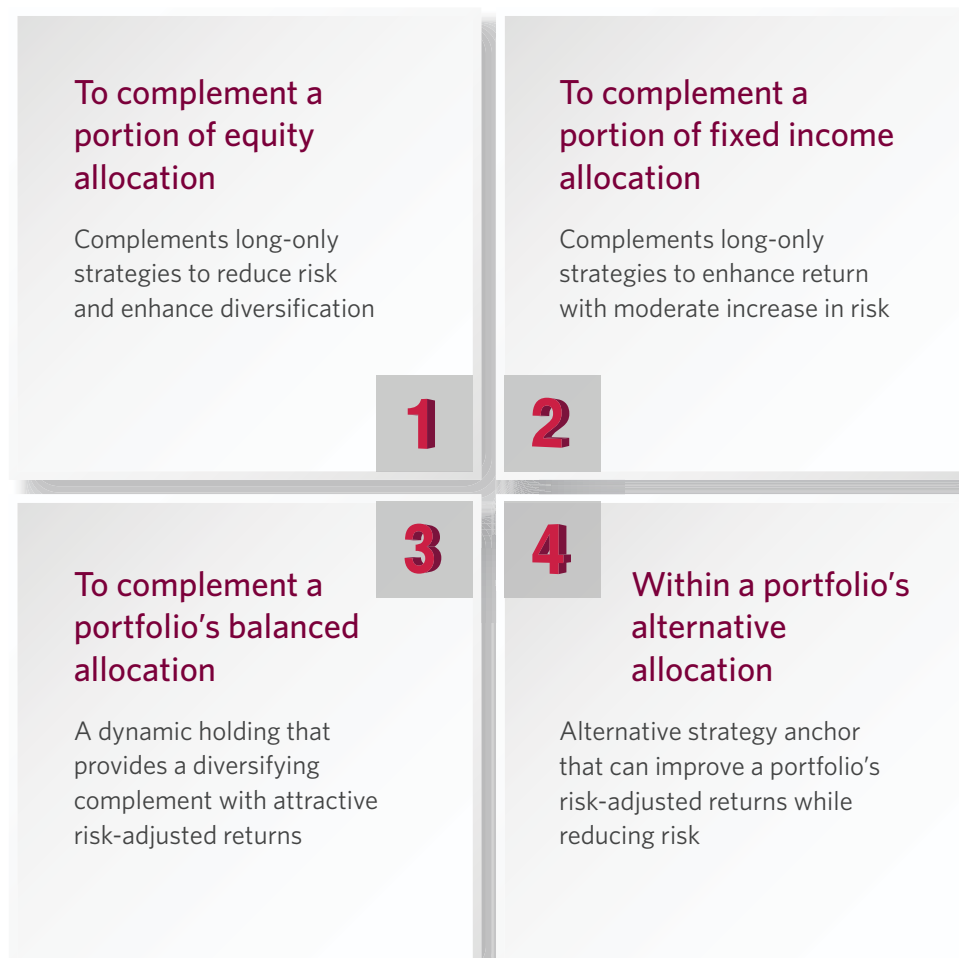 To complement a
portion of equity
allocation
Complements long-only
strategies to reduce risk
and enhance diversification
1
To complement a
portion of fixed income
allocation
Complements long-only
strategies to enhance return
with moderate increase in risk
2
3
To complement a
portfolio’s balanced
allocation
A dynamic holding that
provides a diversifying
complement with attractive
risk-adjusted returns
4
Within a portfolio’s
alternative
allocation
Alternative strategy anchor
that can improve a portfolio’s
risk-adjusted returns while
reducing risk